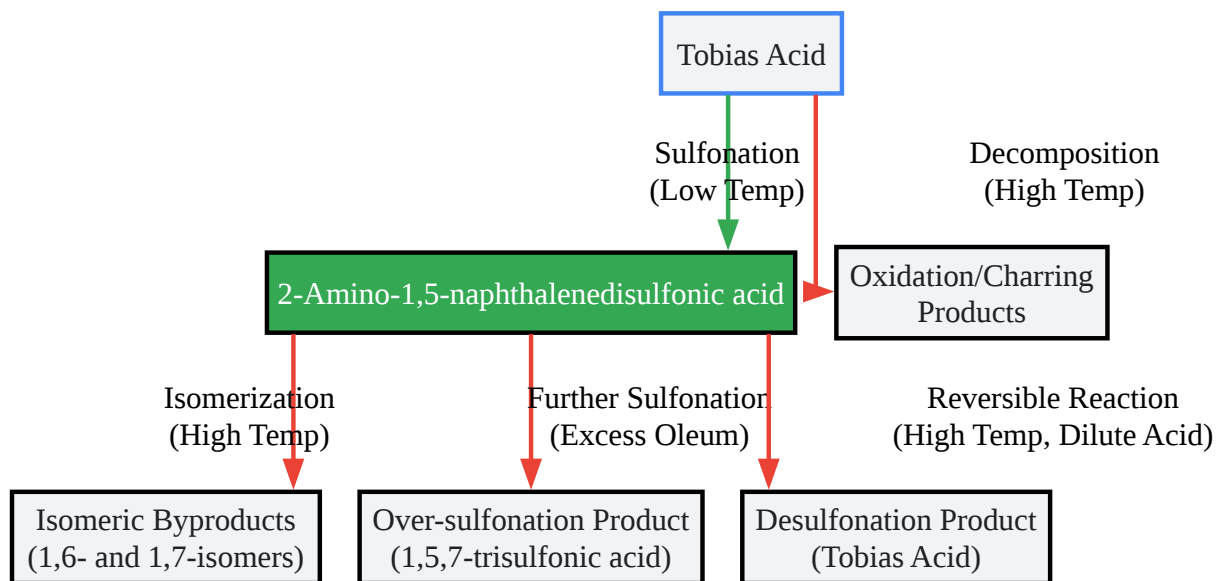 Tobias Acid
Sulfonation
(Low Temp)
Decomposition
(High Temp)
2-Amino-1,5-naphthalenedisulfonic acid
Oxidation/Charring
Products
Isomerization
(High Temp)
Further Sulfonation
(Excess Oleum)
Reversible Reaction
(High Temp, Dilute Acid)
Isomeric Byproducts
(1,6- and 1,7-isomers)
Over-sulfonation Product
(1,5,7-trisulfonic acid)
Desulfonation Product
(Tobias Acid)